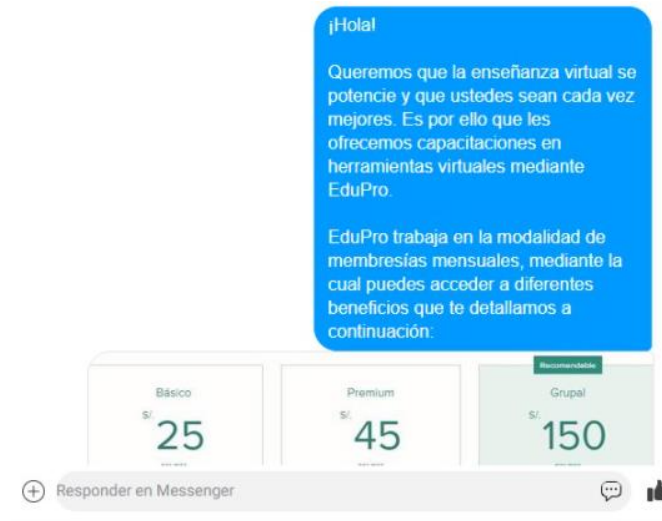 ¡Hola!
Queremos que la enseñanza virtual se
potencie y que ustedes sean cada vez
mejores. Es por ello que les
ofrecemos capacitaciones en
herramientas virtuales mediante
EduPro.
EduPro trabaja en la modalidad de
membresías mensuales, mediante la
cual puedes acceder a diferentes
beneficios que te detallamos a
continuación:
Recomendable
Básico
S/. 25
Premium
S/. 45
Grupal
S/. 150
Responder en Messenger